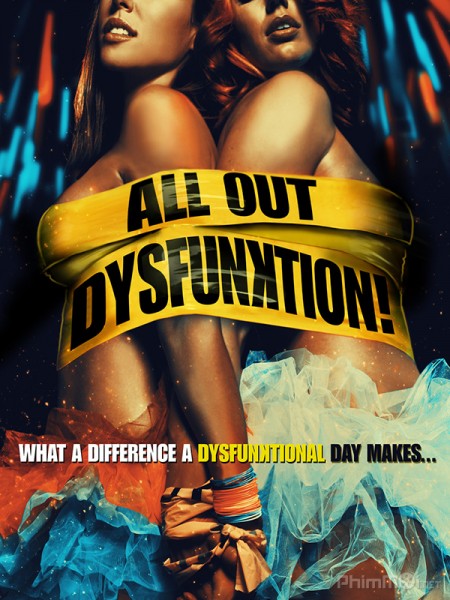 ALL OUT
DYSFUNKTION!
WHAT A DIFFERENCE A DYSFUNKTIONAL DAY MAKES...